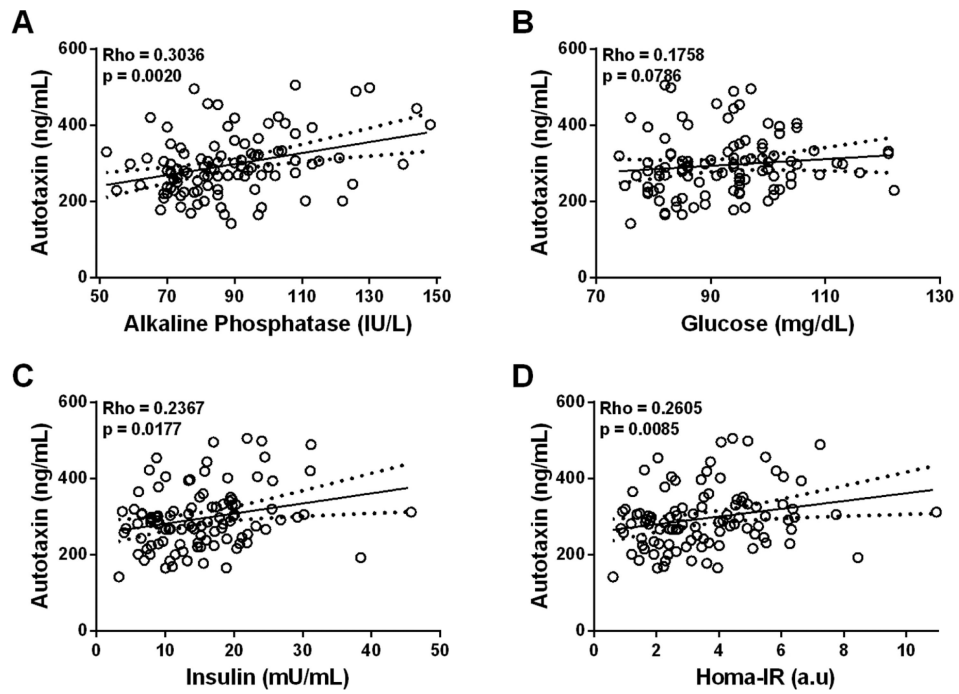 A
Rho = 0.3036
p = 0.0020
600
400
200
0
Autotaxin (ng/mL)
50 70 90 110 130 150
Alkaline Phosphatase (IU/L)
B
Rho = 0.1758
p = 0.0786
600
400
200
0
Autotaxin (ng/mL)
70 90 110 130
Glucose (mg/dL)
C
Rho = 0.2367
p = 0.0177
600
400
200
0
Autotaxin (ng/mL)
0 10 20 30 40 50
Insulin (mU/mL)
D
Rho = 0.2605
p = 0.0085
600
400
200
0
Autotaxin (ng/mL)
0 2 4 6 8 10
Homa-IR (a.u)